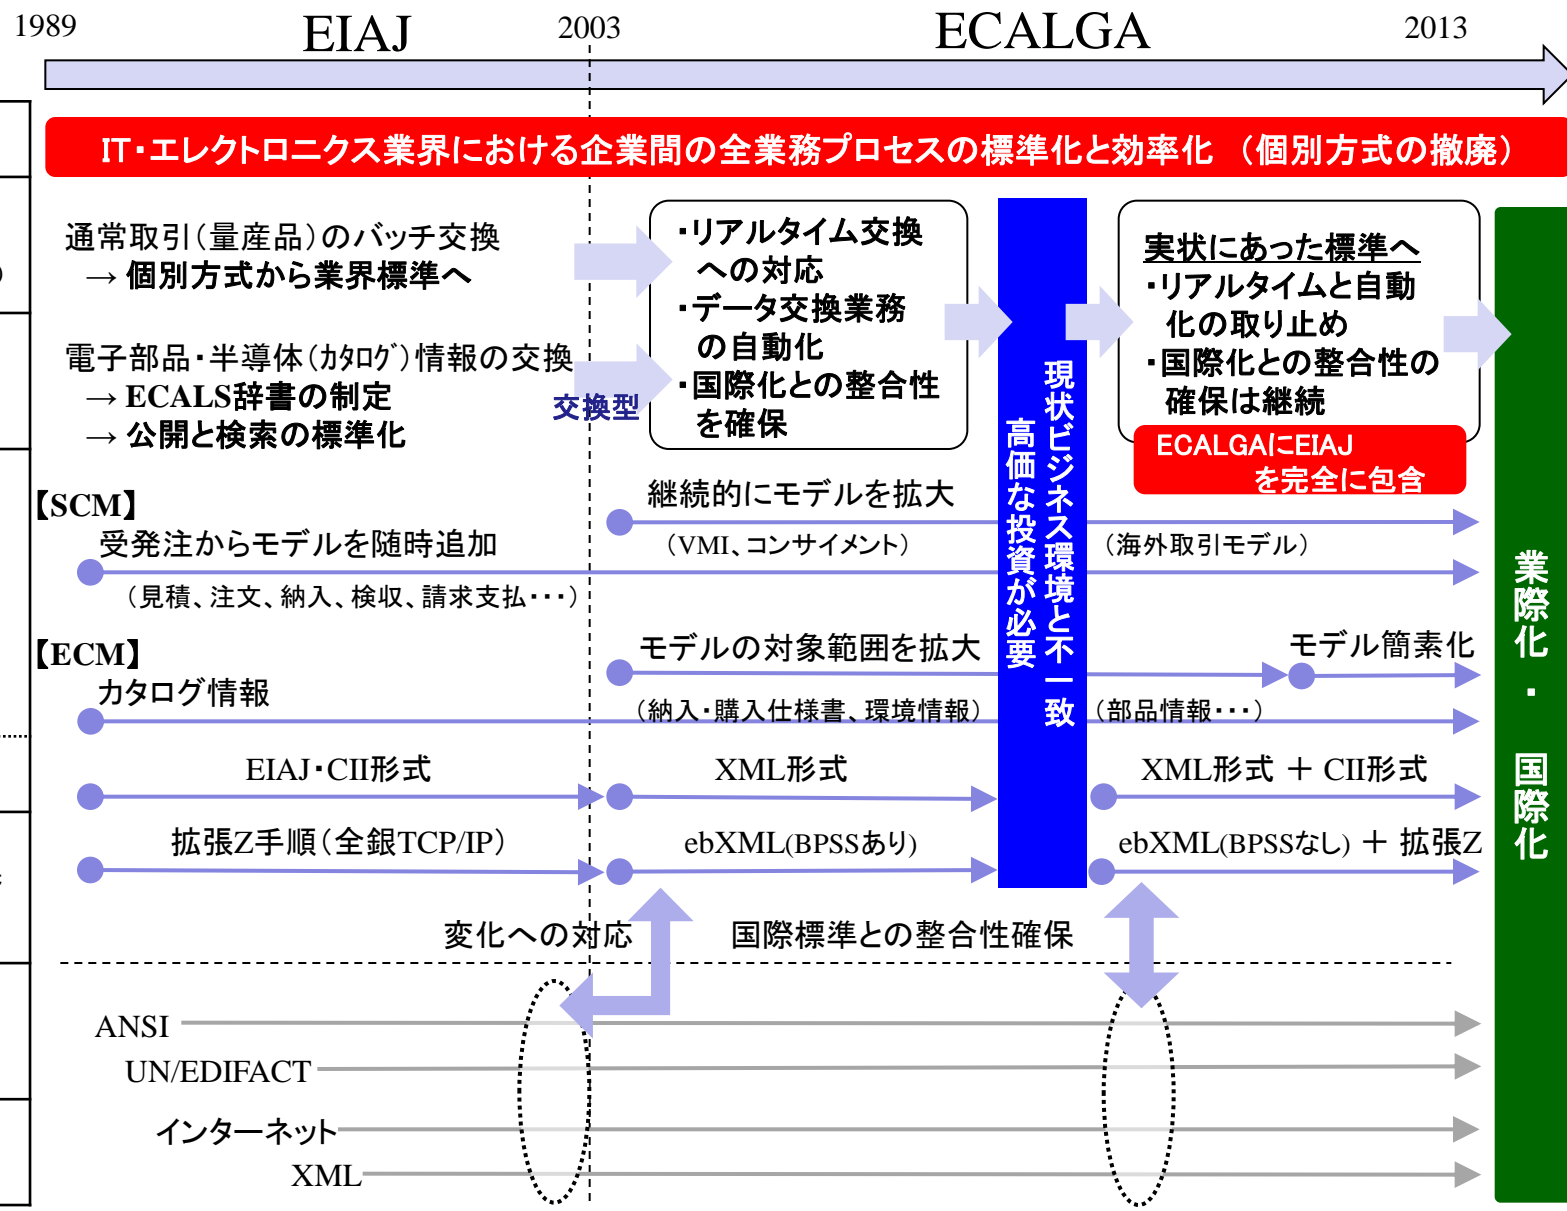 1989
EIAJ
2003
ECALGA
2013
IT・エレクトロニクス業界における企業間の全業務プロセスの標準化と効率化 （個別方式の撤廃）
通常取引（量産品）のバッチ交換
→ 個別方式から業界標準へ
電子部品・半導体（ｶﾀﾛｸﾞ）情報の交換
→ ECALS辞書の制定
→ 公開と検索の標準化
交換型
・リアルタイム交換
への対応
・データ交換業務
の自動化
・国際化との整合性
を確保
現状ビジネス環境と不一致
高価な投資が必要
実状にあった標準へ
・リアルタイムと自動
化の取り止め
・国際化との整合性の
確保は継続
ECALGAにEIAJ
を完全に包含
業際化・国際化
【SCM】
継続的にモデルを拡大
受発注からモデルを随時追加
（VMI、コンサイメント）
（海外取引モデル）
（見積、注文、納入、検収、請求支払・・・）
【ECM】
モデルの対象範囲を拡大
モデル簡素化
カタログ情報
（納入・購入仕様書、環境情報）
（部品情報・・・）
EIAJ・CII形式
XML形式
XML形式 ＋ CII形式
拡張Z手順（全銀TCP/IP）
ebXML(BPSSあり)
ebXML(BPSSなし) ＋ 拡張Z
変化への対応
国際標準との整合性確保
ANSI
UN/EDIFACT
インターネット
XML